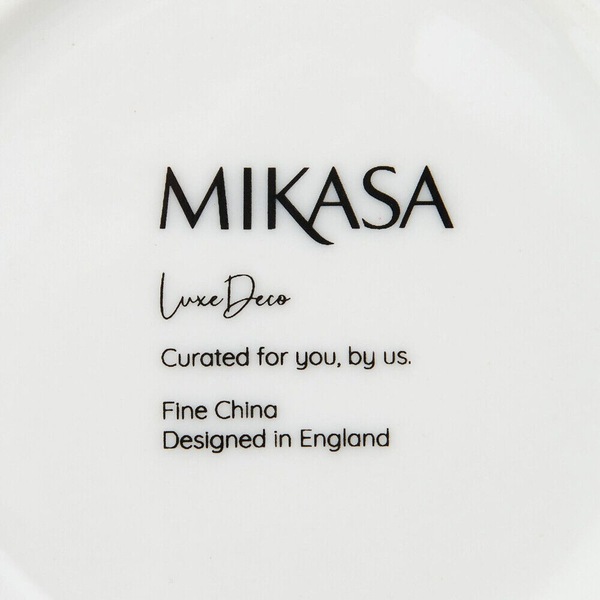 MIKASA
Luxe Deco
Curated for you, by us.
Fine China
Designed in England